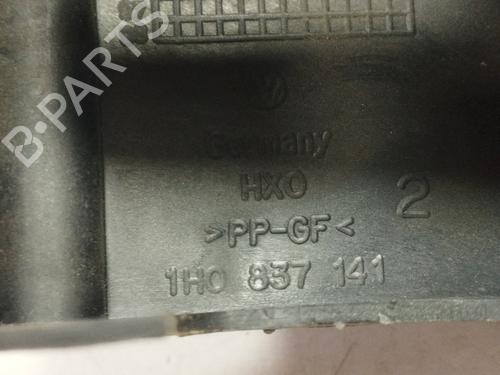 B-PARTS
Germany
HXO
2
>PP-GF<
1H0 837 141